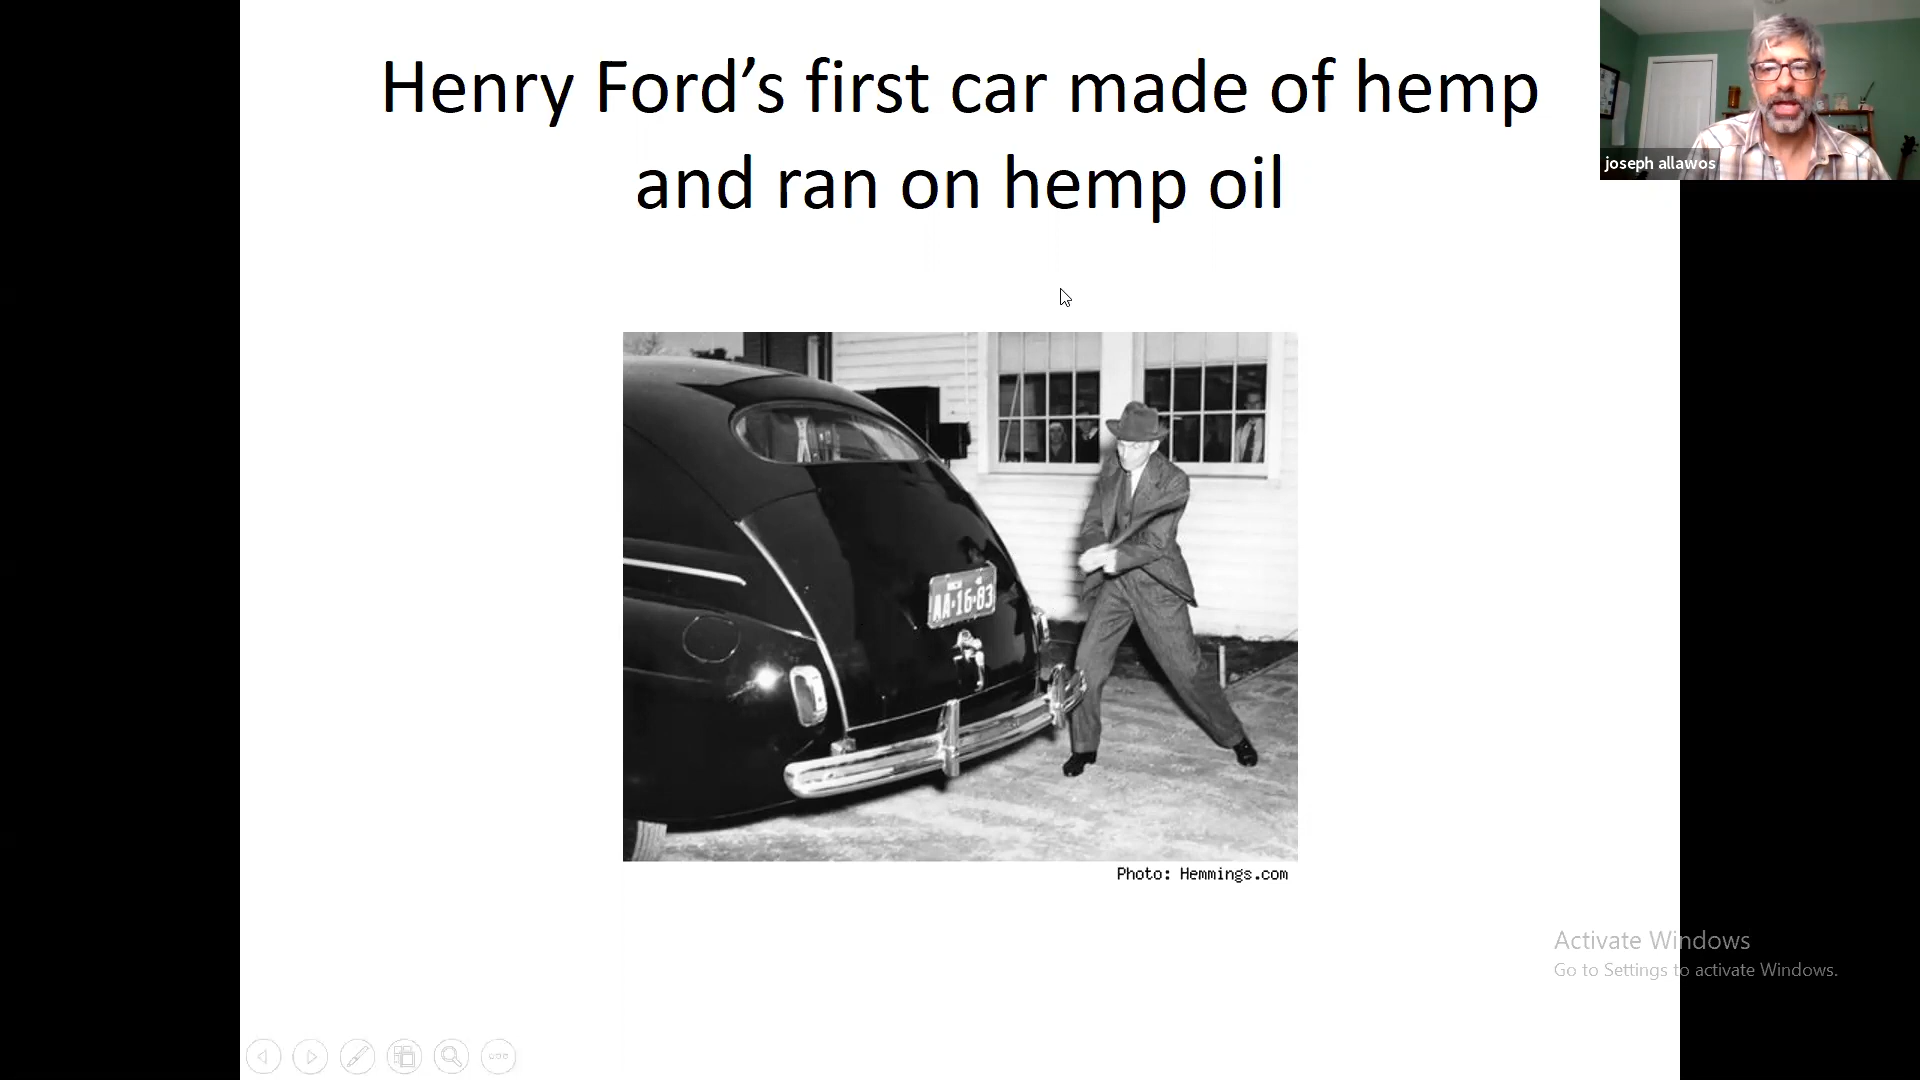 Henry Ford’s first car made of hemp
and ran on hemp oil
joseph allawos
AA·16·83
Photo: Hemmings.com
Activate Windows
Go to Settings to activate Windows.